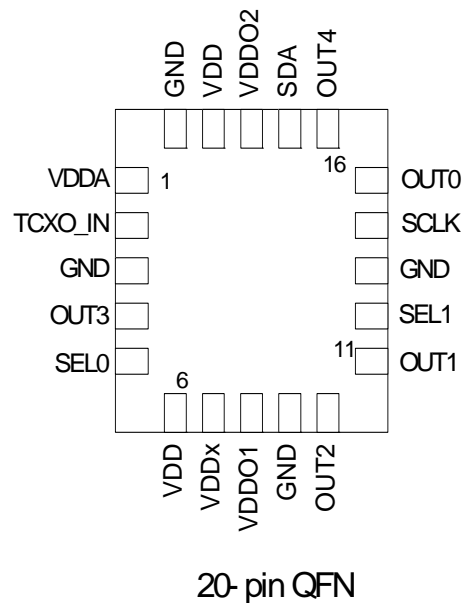 GND VDD VDDO2 SDA OUT4
16
VDDA 1 OUT0
TCXO_IN SCLK
GND GND
OUT3 SEL1
SEL0 11 OUT1
6
VDD VDDx VDDO1 GND OUT2
20- pin QFN